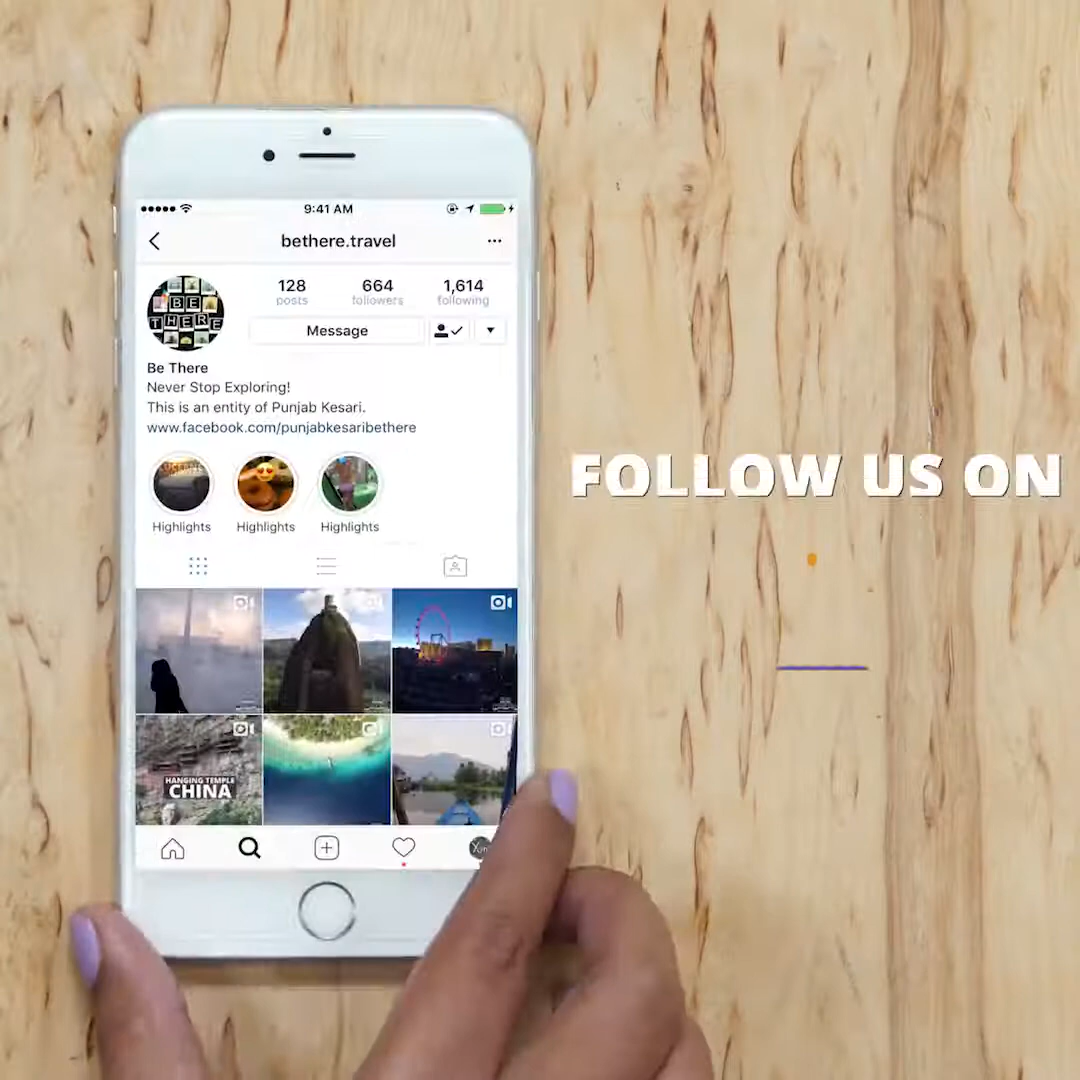 9:41 AM
bethere.travel
128
posts
664
followers
1,614
following
BE
THERE
Message
Be There
Never Stop Exploring!
This is an entity of Punjab Kesari.
www.facebook.com/punjabkesaribethere
Highlights
Highlights
Highlights
HANGING TEMPLE
CHINA
FOLLOW US ON